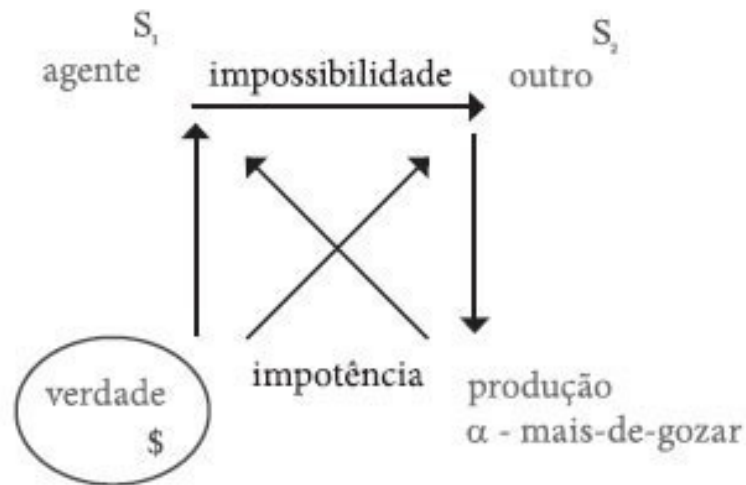 S₁ S₂
agente impossibilidade outro
verdade impotência produção
$ α - mais-de-gozar